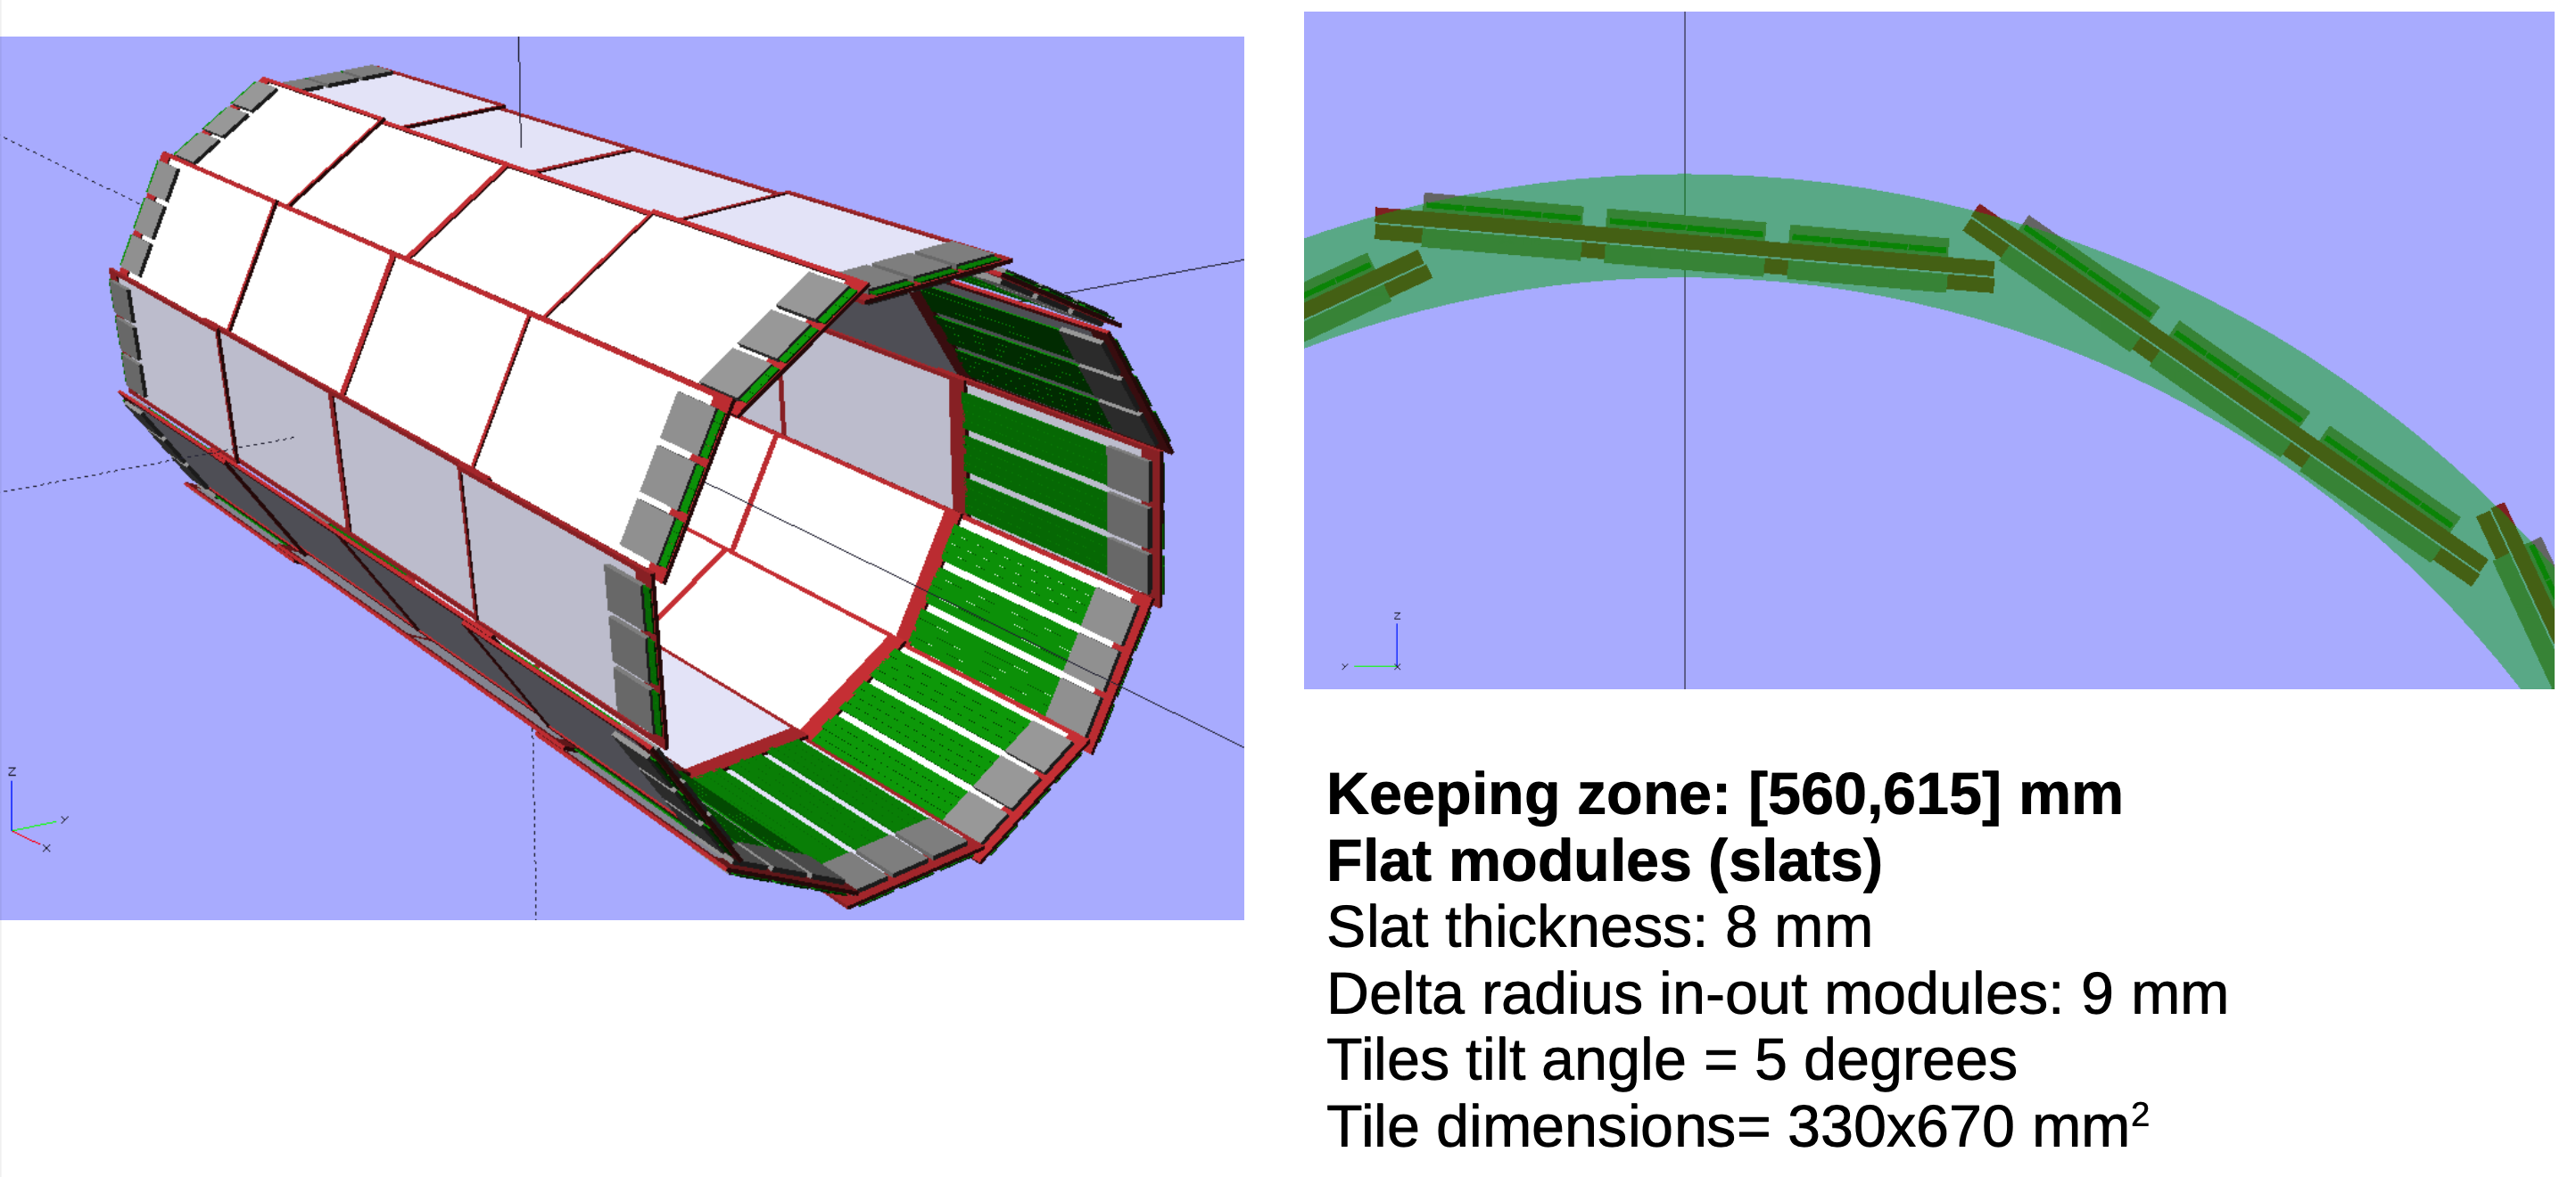 Z
Y
X
Z
Y
X
Keeping zone: [560,615] mm
Flat modules (slats)
Slat thickness: 8 mm
Delta radius in-out modules: 9 mm
Tiles tilt angle = 5 degrees
Tile dimensions= 330x670 mm²